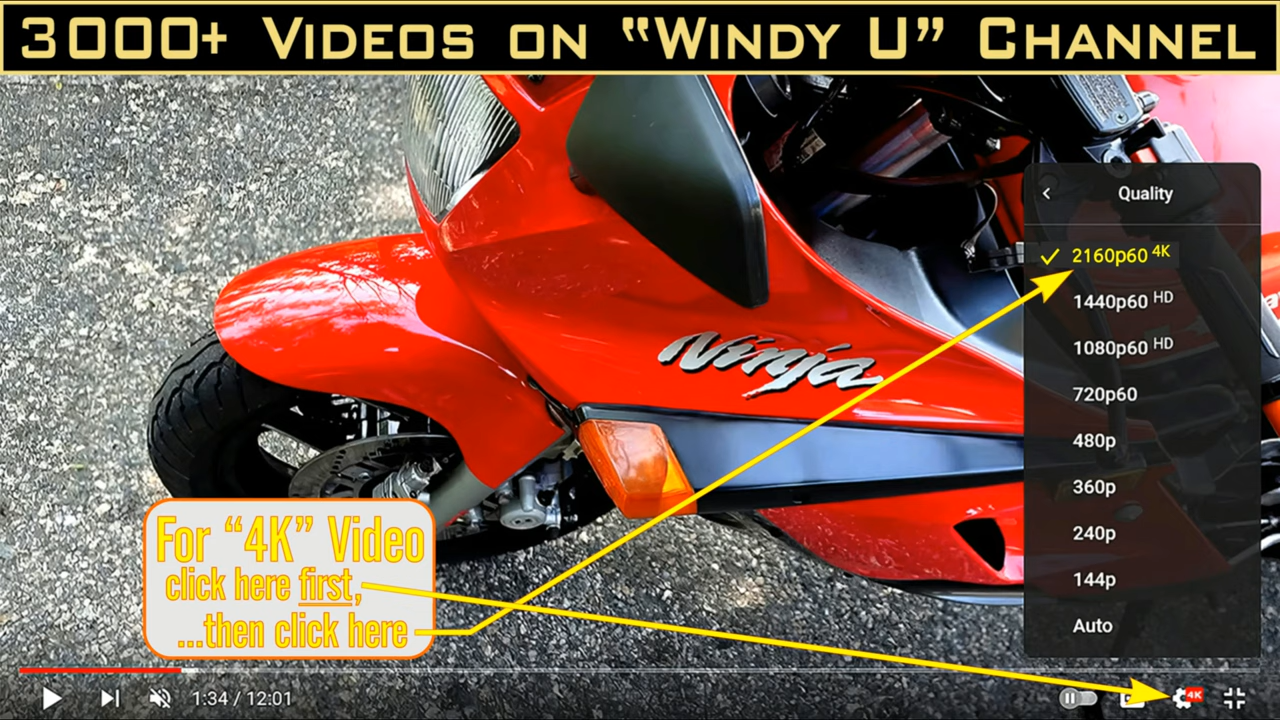 3000+ VIDEOS ON "WINDY U" CHANNEL
Quality
2160p60 4K
1440p60 HD
1080p60 HD
720p60
480p
360p
240p
144p
Auto
Ninja
For "4K" Video
click here first,
...then click here
1:34 / 12:01
4K